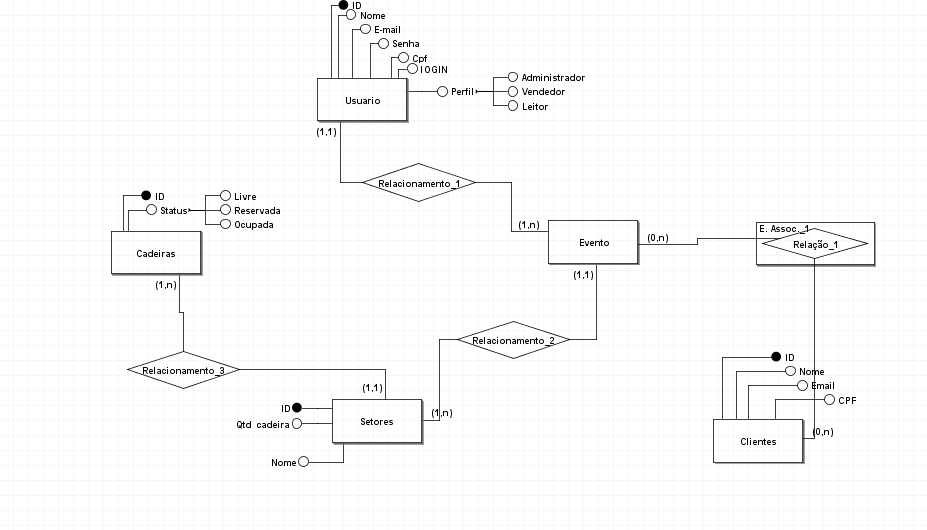 ID
Nome
E-mail
Senha
Cpf
lOGIN
Usuario
Perfil
Administrador
Vendedor
Leitor
(1,1)
Relacionamento_1
(1,n)
ID
Status
Livre
Reservada
Ocupada
Cadeiras
(1,n)
Evento
(0,n)
(1,1)
E. Assoc._1
Relação_1
Relacionamento_2
Relacionamento_3
(1,1)
ID
Qtd cadeira
Nome
Setores
(1,n)
ID
Nome
Email
CPF
Clientes
(0,n)